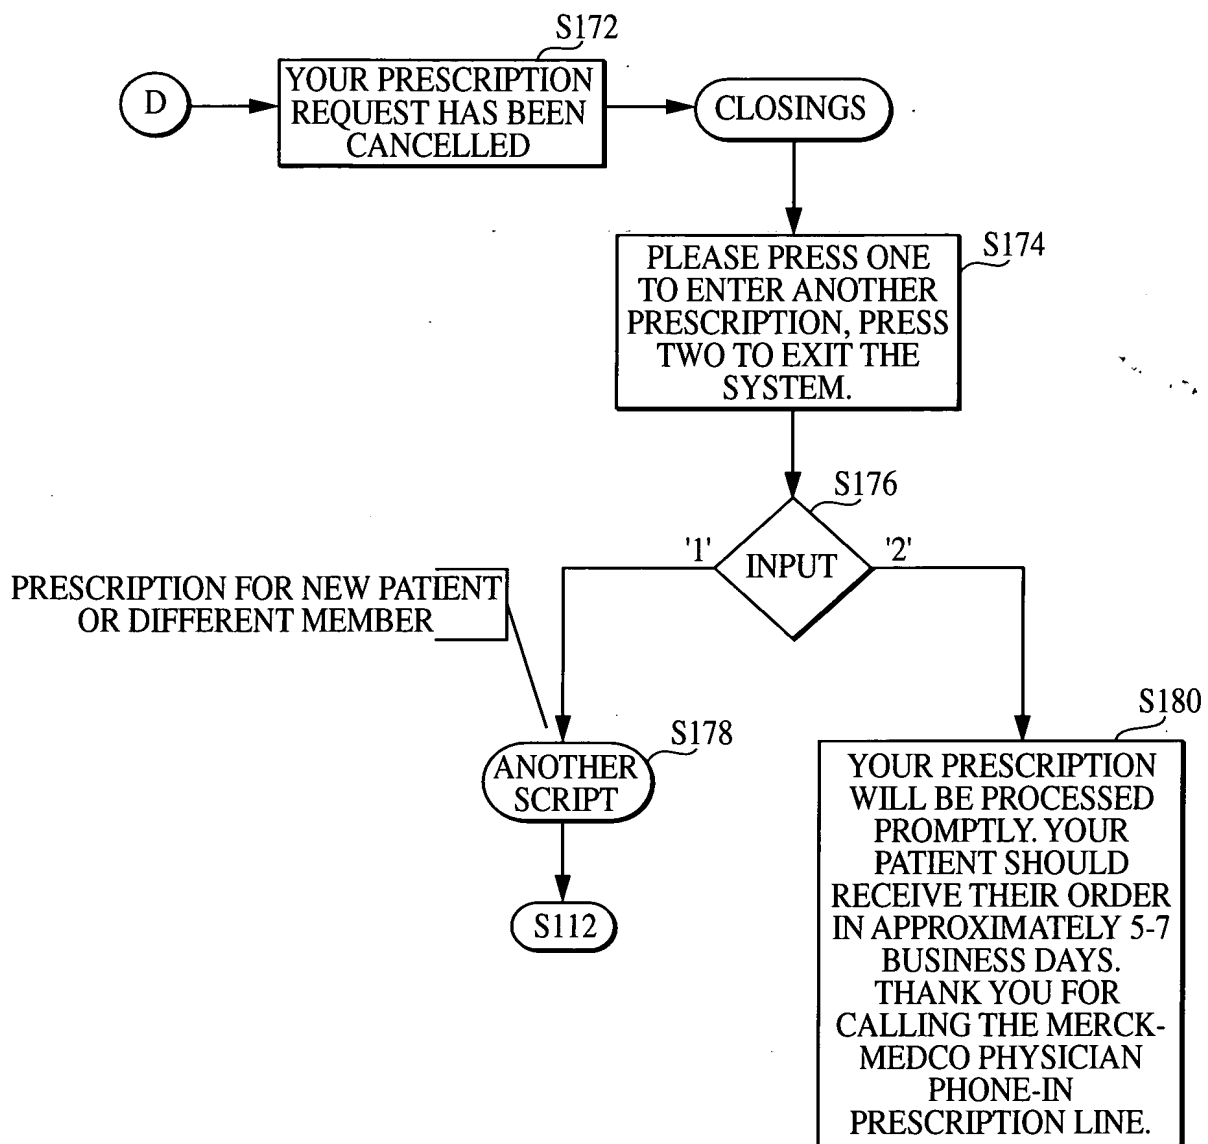 S172
D
YOUR PRESCRIPTION
REQUEST HAS BEEN
CANCELLED
CLOSINGS
S174
PLEASE PRESS ONE
TO ENTER ANOTHER
PRESCRIPTION, PRESS
TWO TO EXIT THE
SYSTEM.
S176
'1'
INPUT
'2'
PRESCRIPTION FOR NEW PATIENT
OR DIFFERENT MEMBER
S178
ANOTHER
SCRIPT
S112
S180
YOUR PRESCRIPTION
WILL BE PROCESSED
PROMPTLY. YOUR
PATIENT SHOULD
RECEIVE THEIR ORDER
IN APPROXIMATELY 5-7
BUSINESS DAYS.
THANK YOU FOR
CALLING THE MERCK-
MEDCO PHYSICIAN
PHONE-IN
PRESCRIPTION LINE.